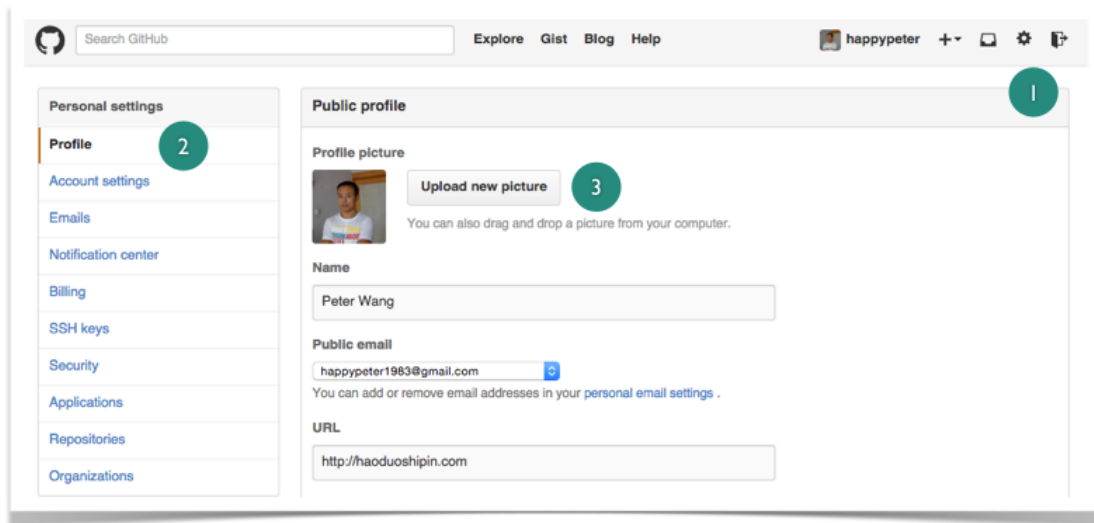 Search GitHub
Explore Gist Blog Help
happypeter
1
Personal settings
Profile
2
Account settings
Emails
Notification center
Billing
SSH keys
Security
Applications
Repositories
Organizations
Public profile
Profile picture
Upload new picture
3
You can also drag and drop a picture from your computer.
Name
Peter Wang
Public email
happypeter1983@gmail.com
You can add or remove email addresses in your personal email settings .
URL
http://haoduoshipin.com